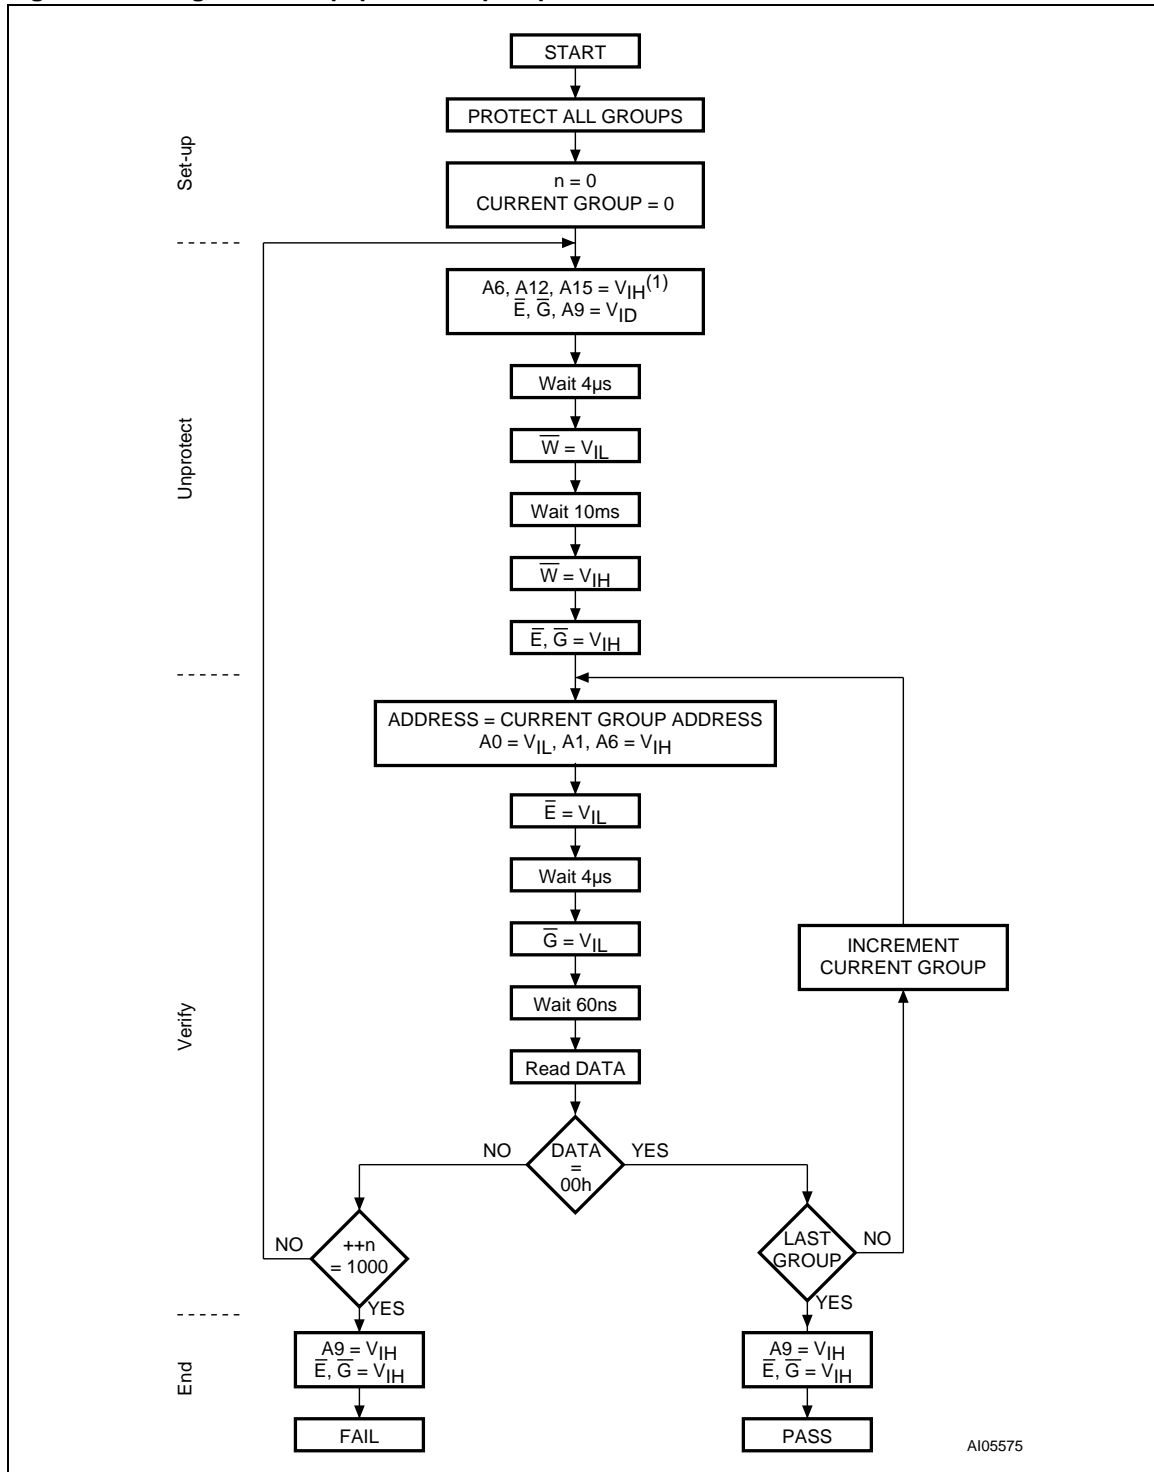 START
PROTECT ALL GROUPS
Set-up
n = 0
CURRENT GROUP = 0
A6, A12, A15 = VIH(1)
E̅, G̅, A9 = VID
Wait 4µs
Unprotect
W̅ = VIL
Wait 10ms
W̅ = VIH
E̅, G̅ = VIH
ADDRESS = CURRENT GROUP ADDRESS
A0 = VIL, A1, A6 = VIH
E̅ = VIL
Wait 4µs
G̅ = VIL
INCREMENT
CURRENT GROUP
Wait 60ns
Verify
Read DATA
NO
DATA
=
00h
YES
NO
++n
= 1000
LAST
GROUP
NO
YES
YES
End
A9 = VIH
E̅, G̅ = VIH
A9 = VIH
E̅, G̅ = VIH
FAIL
PASS
AI05575